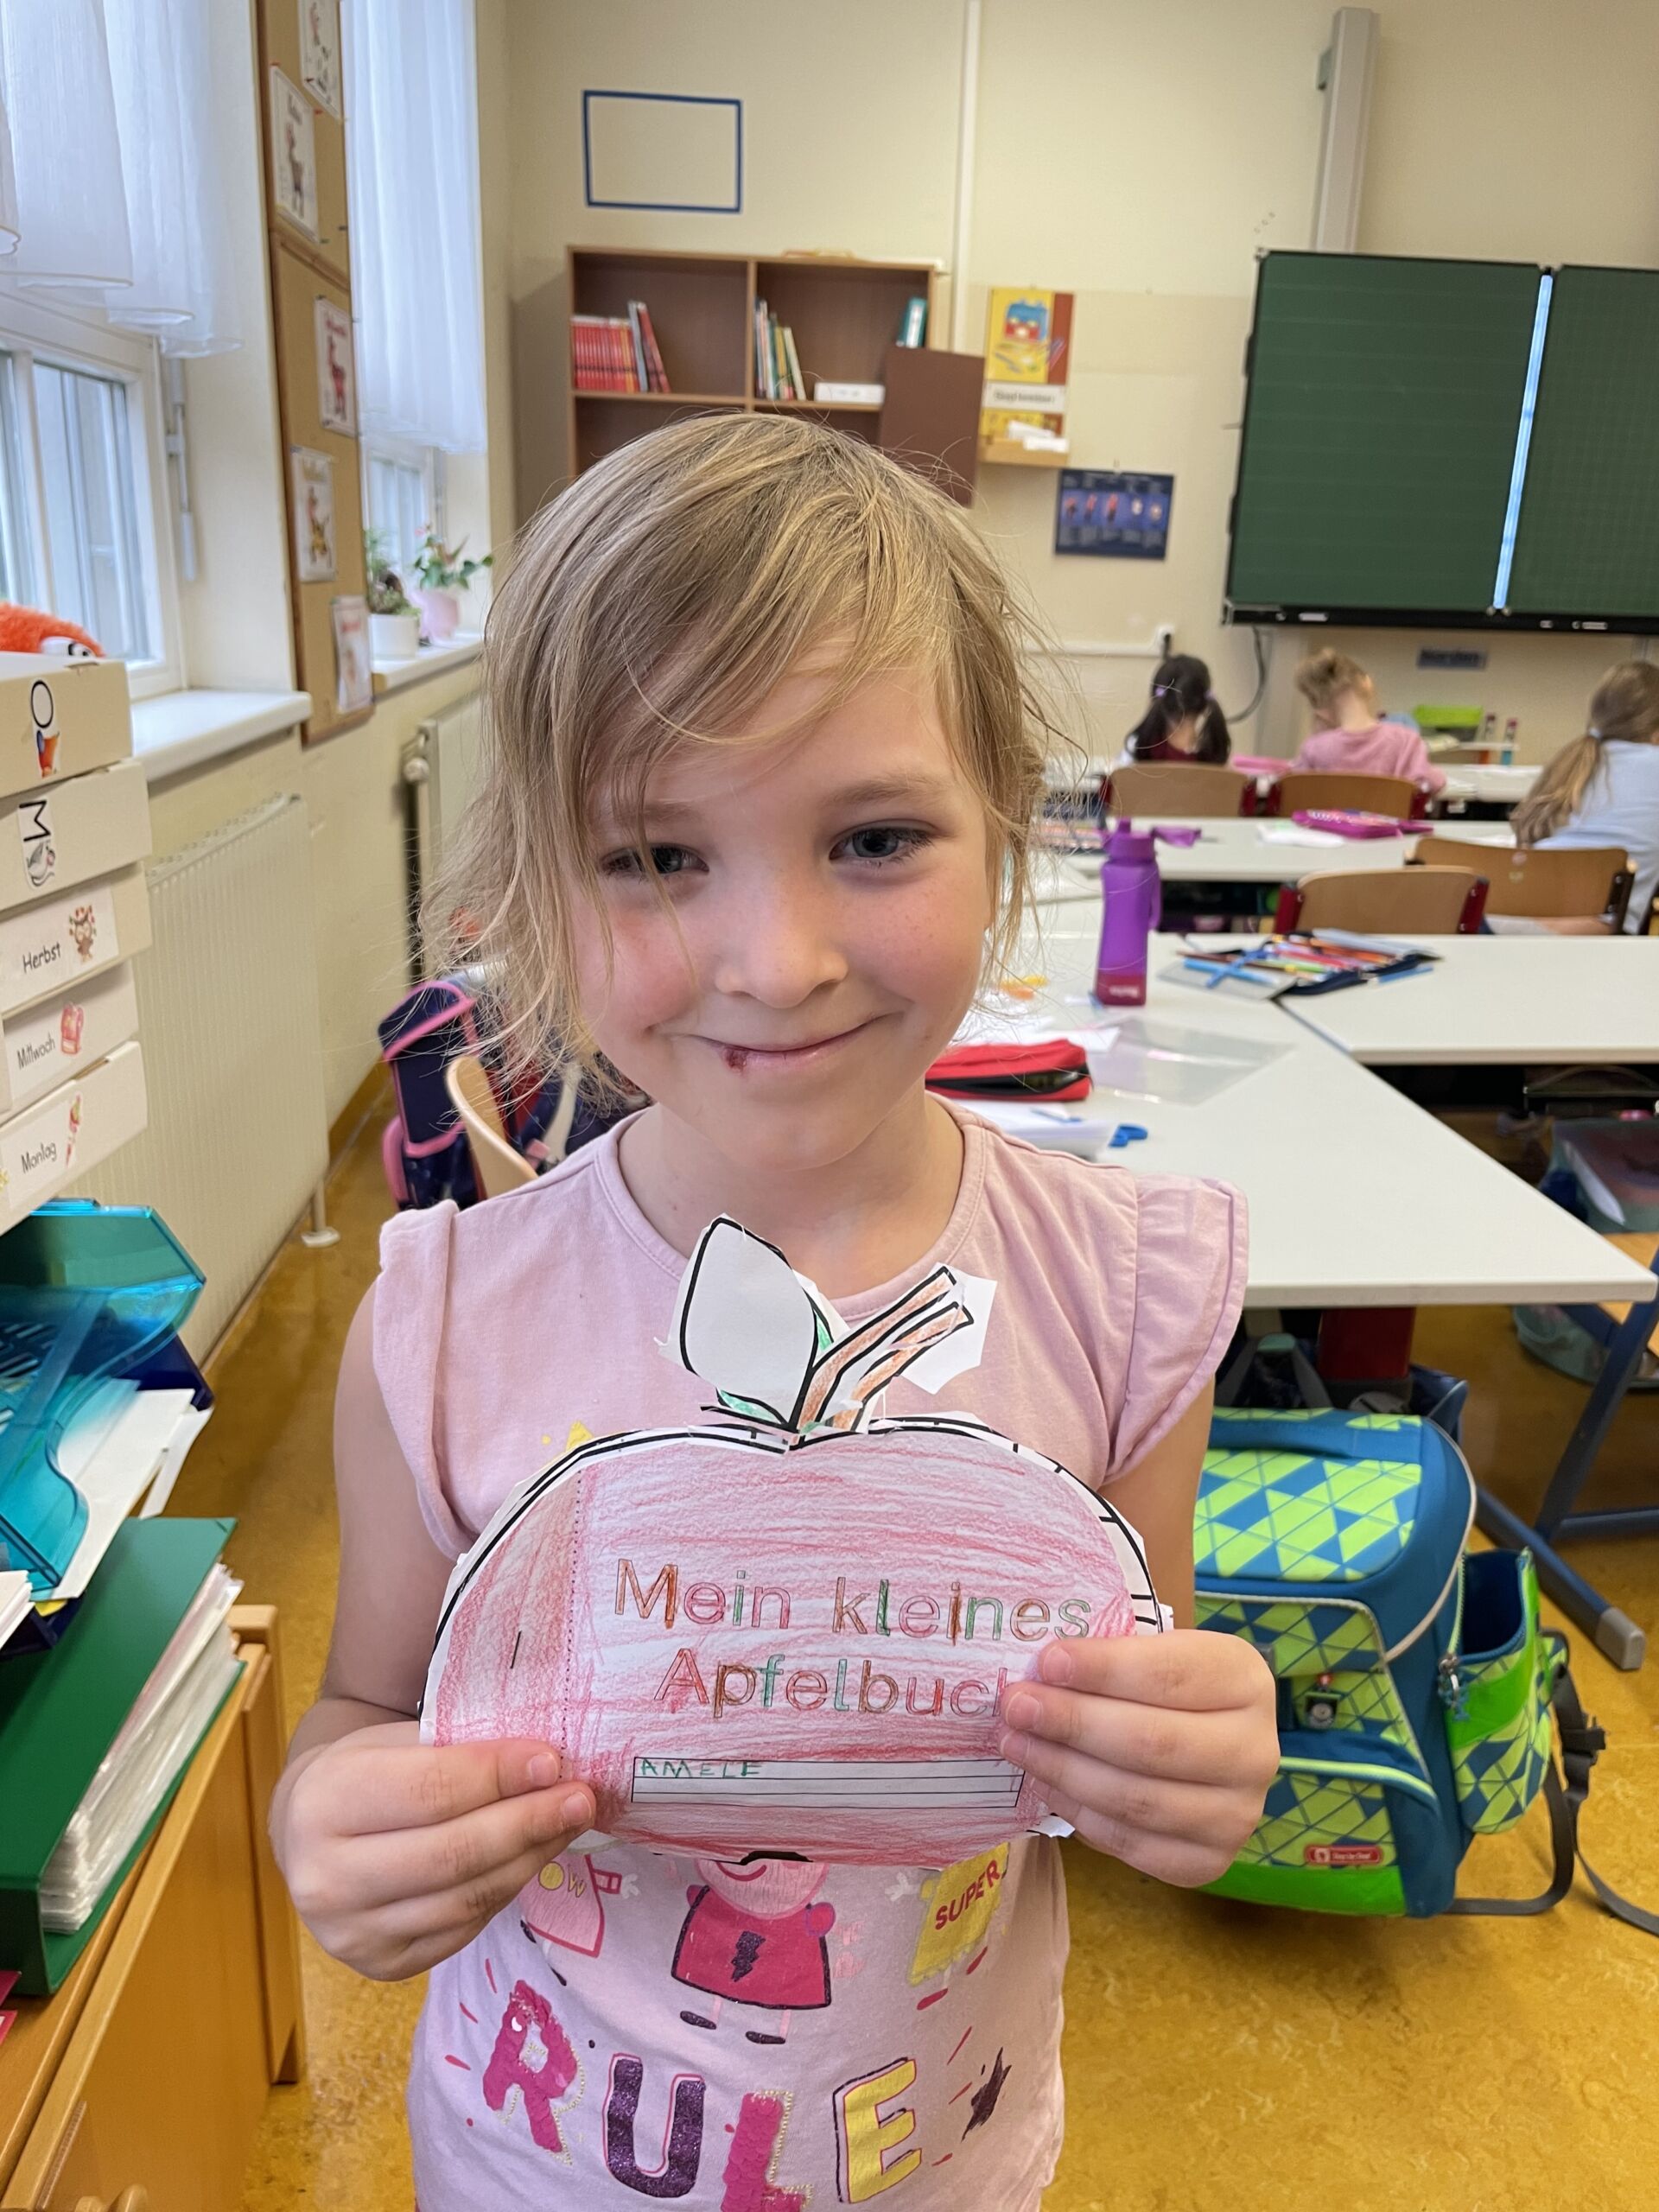 M
Herbst
Mittwoch
Montag
Mein kleines
Apfelbuch
AMELE
SUPER
RULE